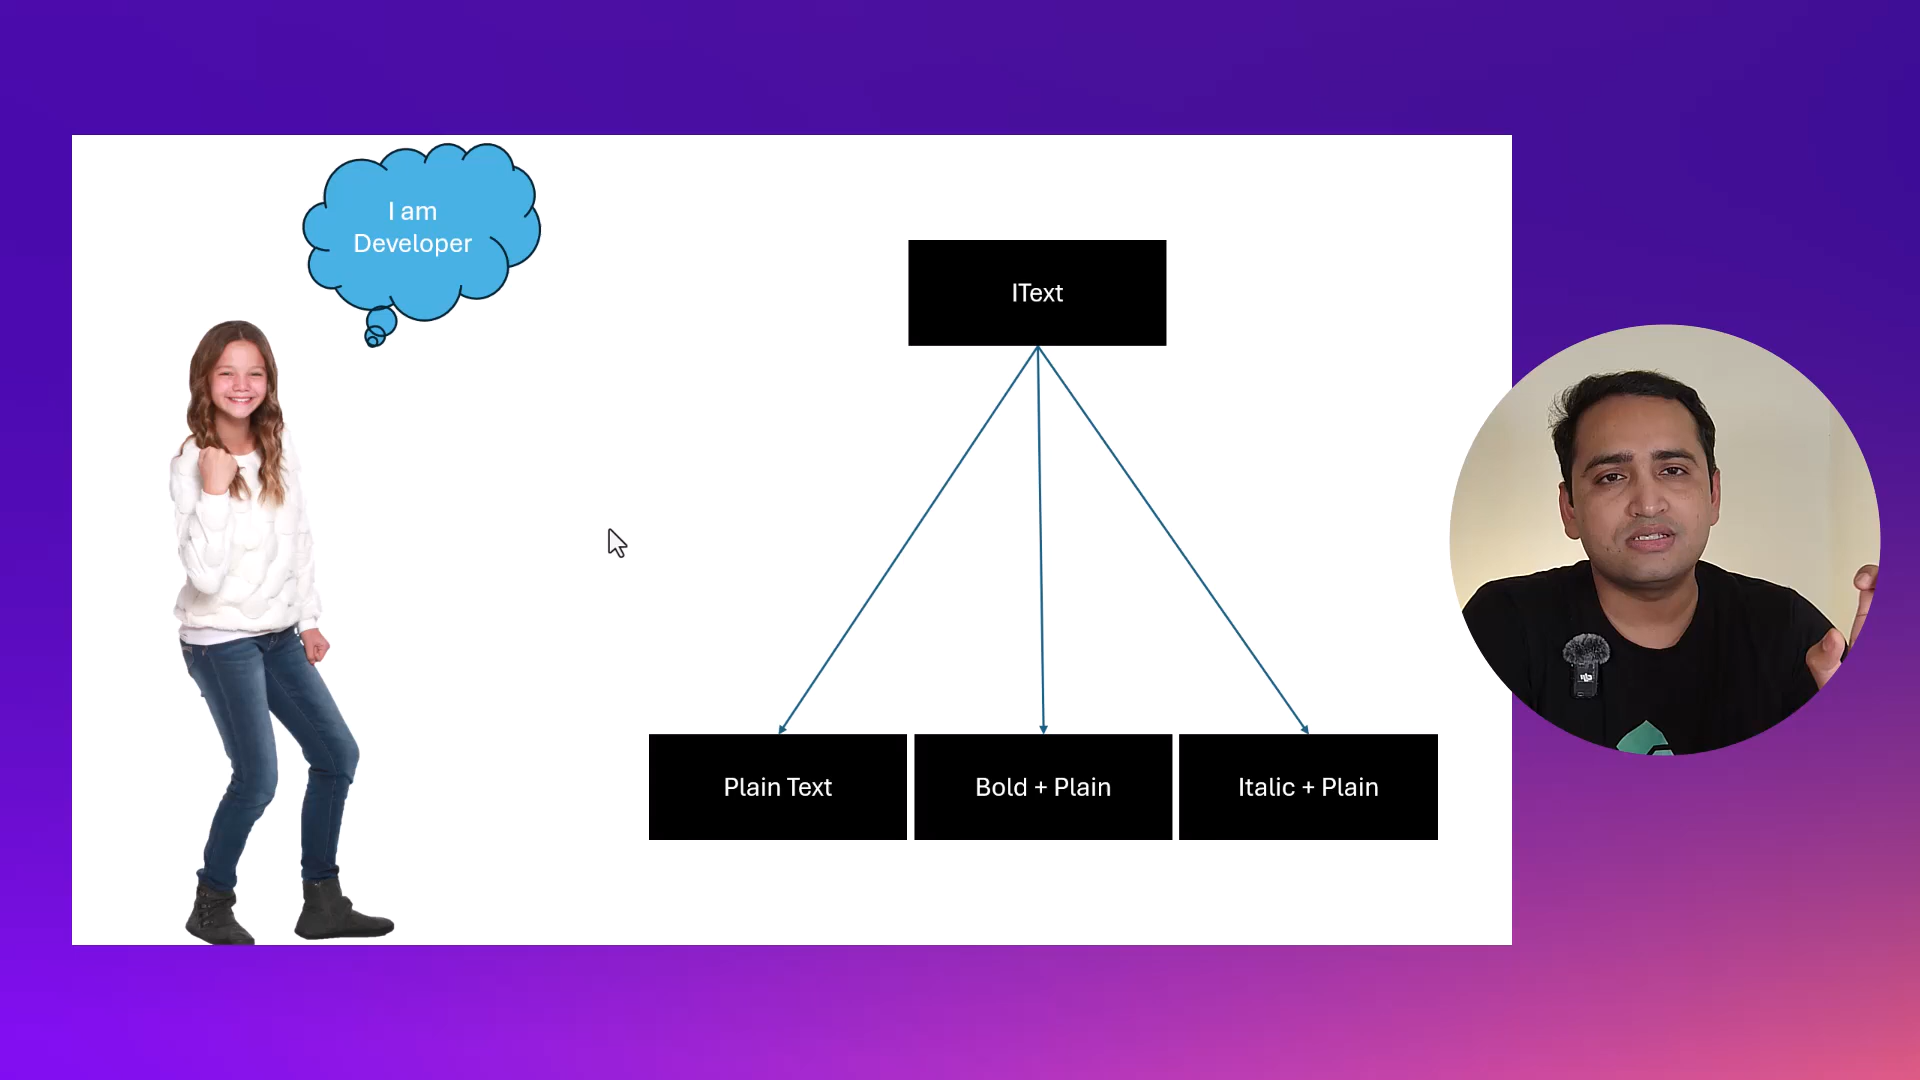 I am
Developer
IText
Plain Text
Bold + Plain
Italic + Plain